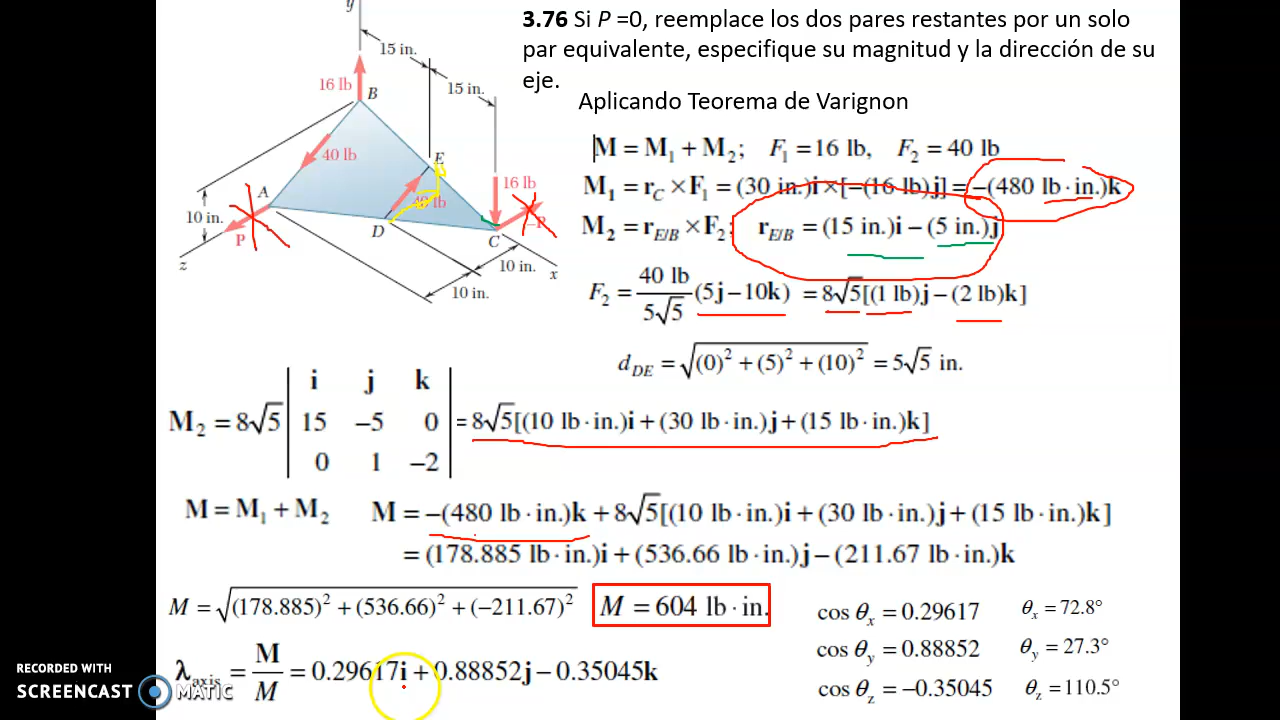 3.76 Si P =0, reemplace los dos pares restantes por un solo
par equivalente, especifique su magnitud y la dirección de su
eje.
Aplicando Teorema de Varignon
y
15 in.
15 in.
16 lb
B
40 lb
E
16 lb
A
10 in.
P
40 lb
–P
D
C
z
10 in.
x
10 in.
M = M₁ + M₂; F₁ = 16 lb, F₂ = 40 lb
M₁ = r_C × F₁ = (30 in.)i × [−(16 lb)j] = −(480 lb · in.)k
M₂ = r_E/B × F₂; r_E/B = (15 in.)i − (5 in.)j
F₂ = 40 lb / 5√5 (5j − 10k) = 8√5[(1 lb)j − (2 lb)k]
d_DE = √((0)² + (5)² + (10)²) = 5√5 in.
i j k
M₂ = 8√5 | 15 −5 0 | = 8√5[(10 lb · in.)i + (30 lb · in.)j + (15 lb · in.)k]
0 1 −2
M = M₁ + M₂ M = −(480 lb · in.)k + 8√5[(10 lb · in.)i + (30 lb · in.)j + (15 lb · in.)k]
= (178.885 lb · in.)i + (536.66 lb · in.)j − (211.67 lb · in.)k
M = √((178.885)² + (536.66)² + (−211.67)²) M = 604 lb · in.
λ_axis = M / M = 0.29617i + 0.88852j − 0.35045k
cos θₓ = 0.29617 θₓ = 72.8°
cos θ_y = 0.88852 θ_y = 27.3°
cos θ_z = −0.35045 θ_z = 110.5°
RECORDED WITH
SCREENCAST MATIC